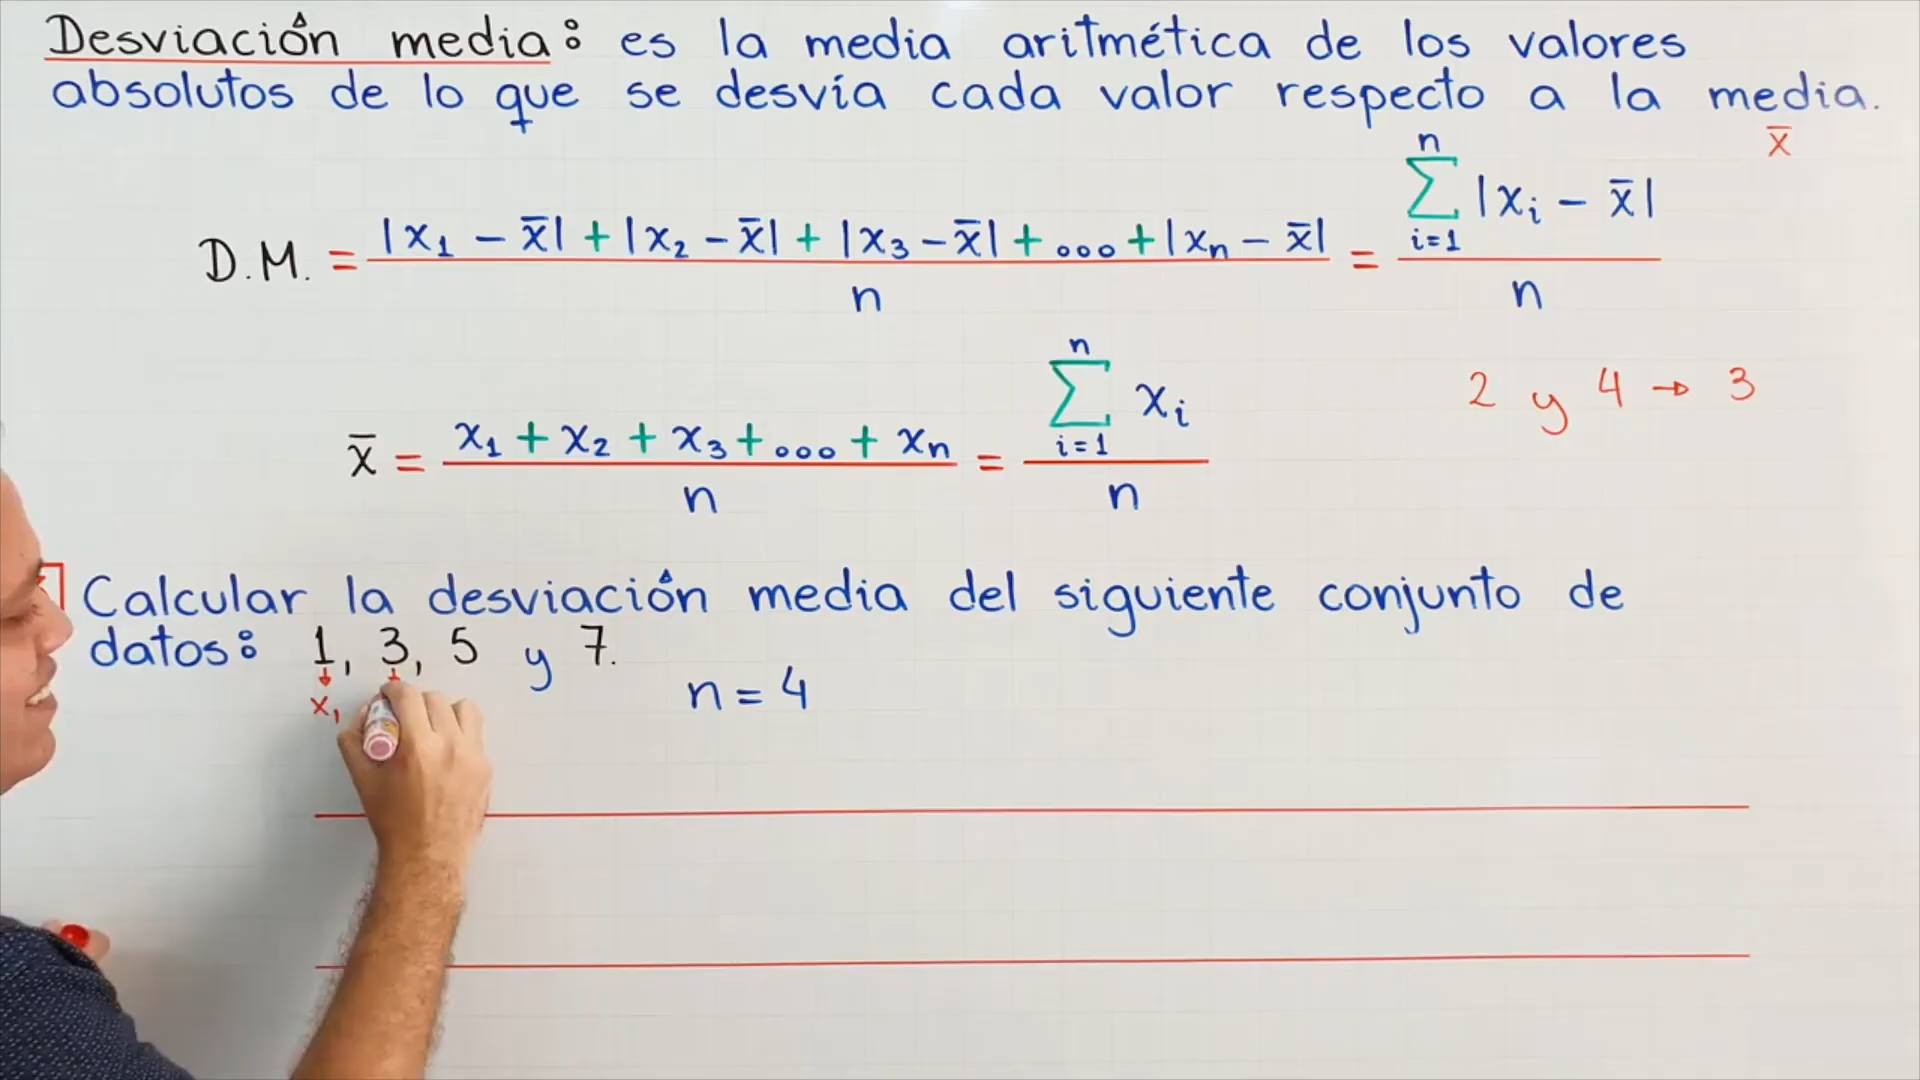 Desviación media: es la media aritmética de los valores
absolutos de lo que se desvía cada valor respecto a la media.
x̄
D.M. = (|x₁ - x̄| + |x₂ - x̄| + |x₃ - x̄| + ... + |xₙ - x̄|) / n = (∑ⁿᵢ₌₁ |xᵢ - x̄|) / n
x̄ = (x₁ + x₂ + x₃ + ... + xₙ) / n = (∑ⁿᵢ₌₁ xᵢ) / n
2 y 4 → 3
Calcular la desviación media del siguiente conjunto de
datos: 1, 3, 5 y 7.
x₁
n = 4